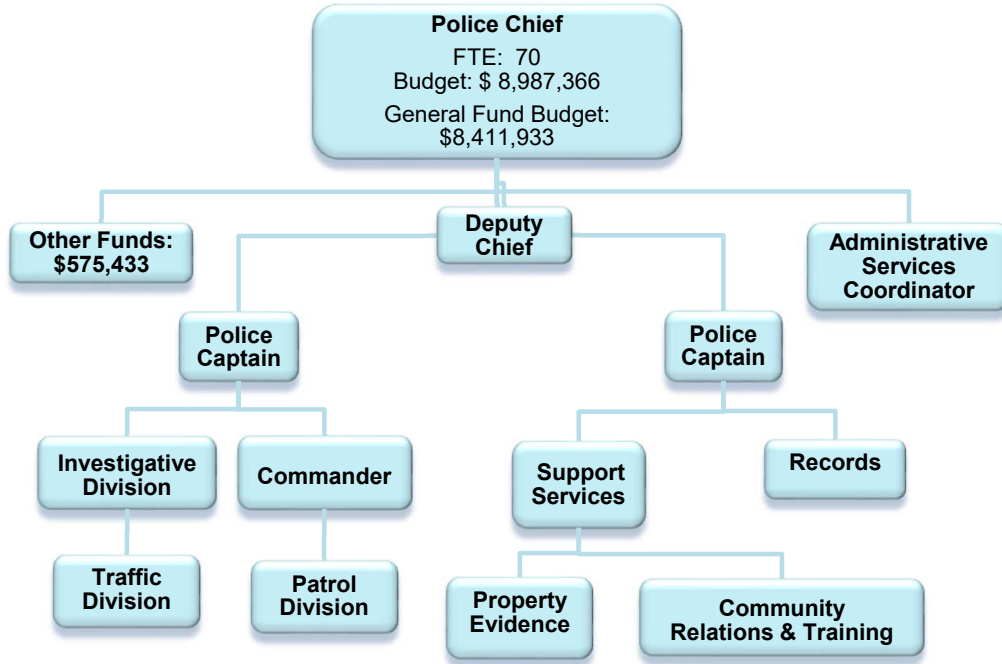 Police Chief
FTE: 70
Budget: $ 8,987,366
General Fund Budget:
$8,411,933
Other Funds:
$575,433
Deputy
Chief
Administrative
Services
Coordinator
Police
Captain
Police
Captain
Investigative
Division
Commander
Support
Services
Records
Traffic
Division
Patrol
Division
Property
Evidence
Community
Relations & Training